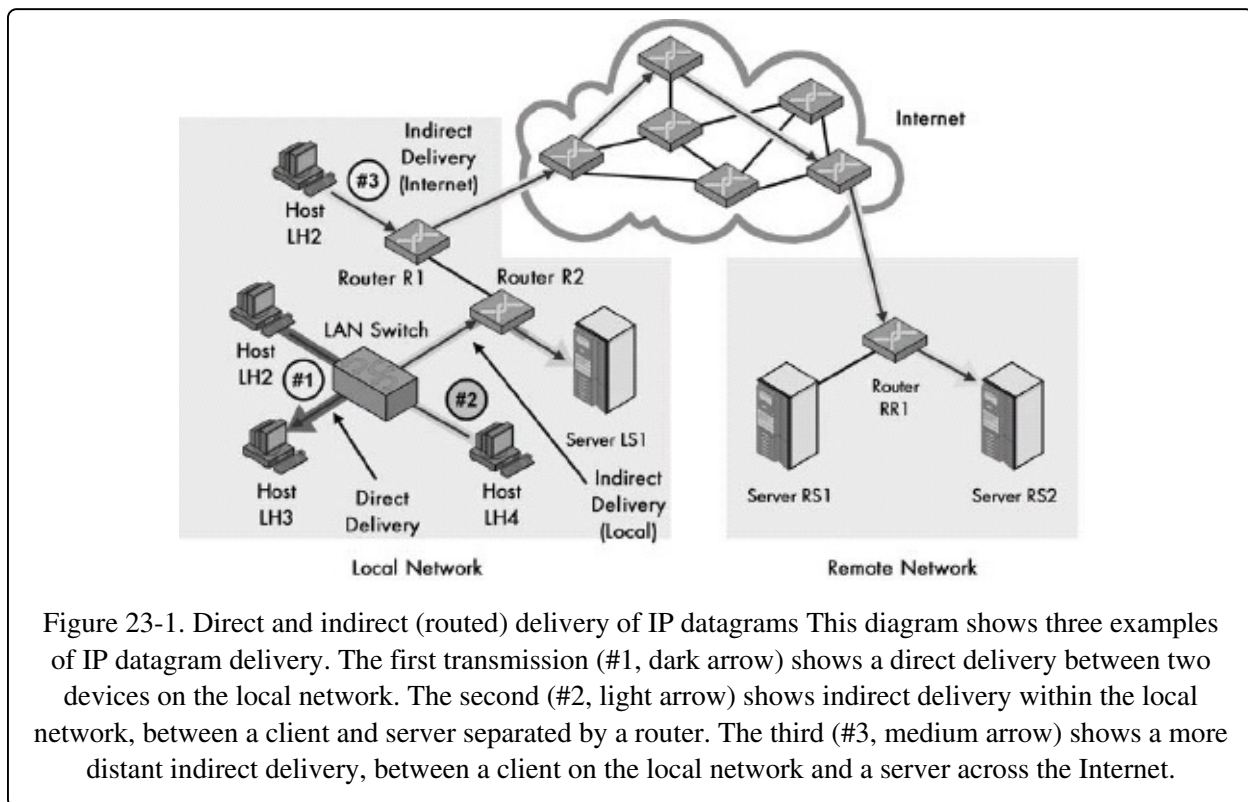 Internet
Indirect
Delivery
(Internet)
#3
Host
LH2
Router R1
Router R2
LAN Switch
Host
LH2
#1
#2
Server LS1
Host
LH3
Direct
Delivery
Host
LH4
Indirect
Delivery
(Local)
Local Network
Router
RR1
Server RS1
Server RS2
Remote Network
Figure 23-1. Direct and indirect (routed) delivery of IP datagrams This diagram shows three examples
of IP datagram delivery. The first transmission (#1, dark arrow) shows a direct delivery between two
devices on the local network. The second (#2, light arrow) shows indirect delivery within the local
network, between a client and server separated by a router. The third (#3, medium arrow) shows a more
distant indirect delivery, between a client on the local network and a server across the Internet.